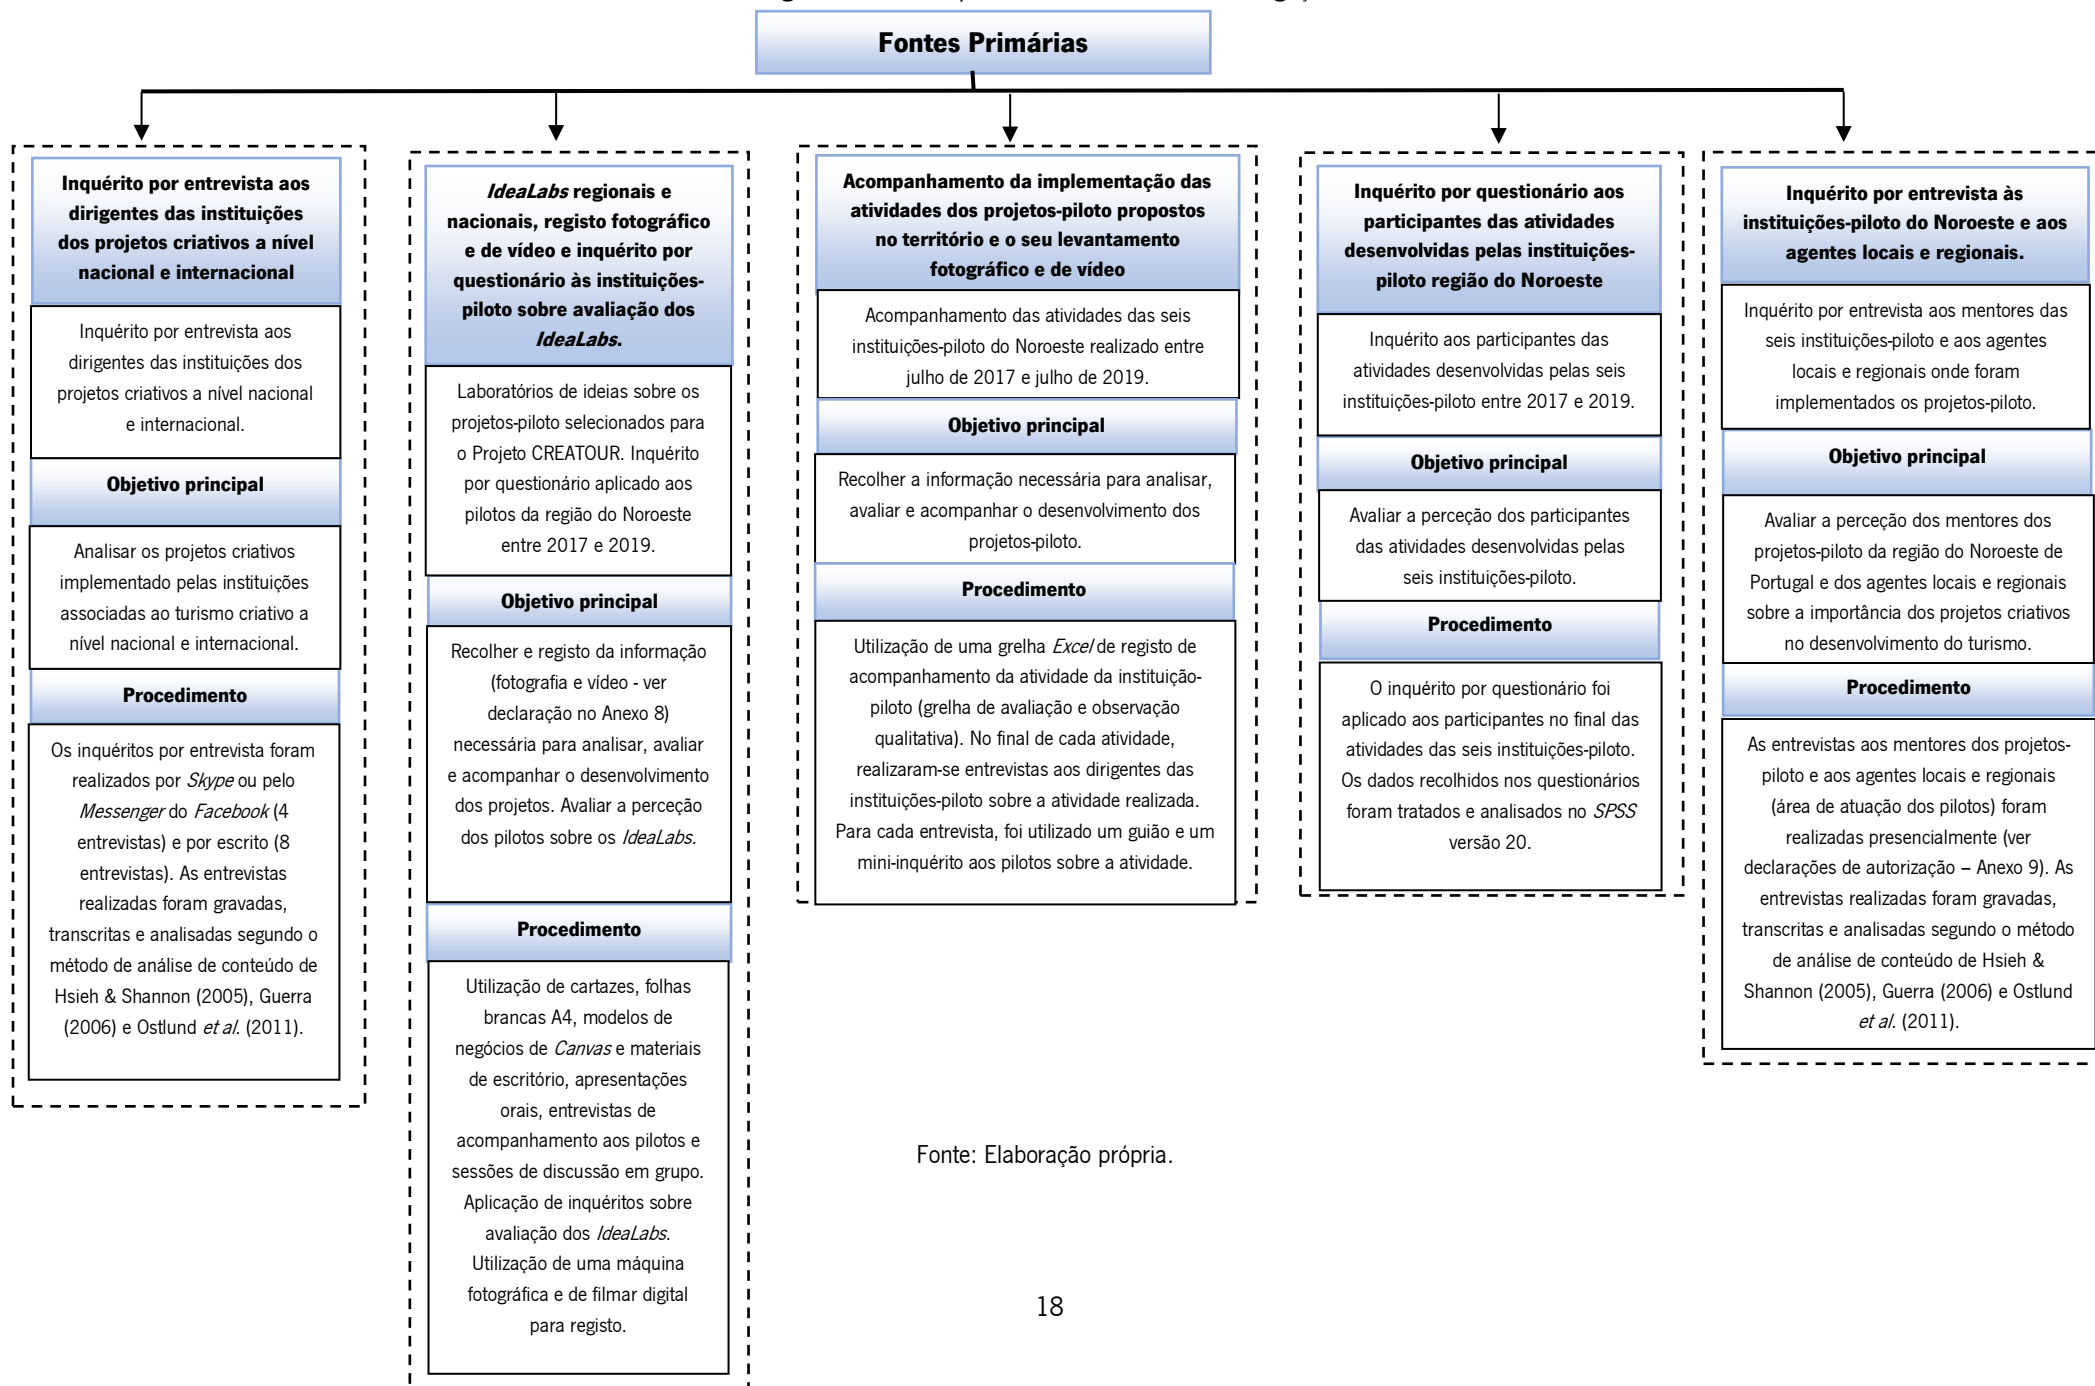 Fontes Primárias
Inquérito por entrevista aos
dirigentes das instituições
dos projetos criativos a nível
nacional e internacional
Inquérito por entrevista aos
dirigentes das instituições dos
projetos criativos a nível nacional
e internacional.
Objetivo principal
Analisar os projetos criativos
implementado pelas instituições
associadas ao turismo criativo a
nível nacional e internacional.
Procedimento
Os inquéritos por entrevista foram
realizados por Skype ou pelo
Messenger do Facebook (4
entrevistas) e por escrito (8
entrevistas). As entrevistas
realizadas foram gravadas,
transcritas e analisadas segundo o
método de análise de conteúdo de
Hsieh & Shannon (2005), Guerra
(2006) e Ostlund et al. (2011).
IdeaLabs regionais e
nacionais, registo fotográfico
e de vídeo e inquérito por
questionário às instituições-
piloto sobre avaliação dos
IdeaLabs.
Laboratórios de ideias sobre os
projetos-piloto selecionados para
o Projeto CREATOUR. Inquérito
por questionário aplicado aos
pilotos da região do Noroeste
entre 2017 e 2019.
Objetivo principal
Recolher e registo da informação
(fotografia e vídeo - ver
declaração no Anexo 8)
necessária para analisar, avaliar
e acompanhar o desenvolvimento
dos projetos. Avaliar a perceção
dos pilotos sobre os IdeaLabs.
Procedimento
Utilização de cartazes, folhas
brancas A4, modelos de
negócios de Canvas e materiais
de escritório, apresentações
orais, entrevistas de
acompanhamento aos pilotos e
sessões de discussão em grupo.
Aplicação de inquéritos sobre
avaliação dos IdeaLabs.
Utilização de uma máquina
fotográfica e de filmar digital
para registo.
Acompanhamento da implementação das
atividades dos projetos-piloto propostos
no território e o seu levantamento
fotográfico e de vídeo
Acompanhamento das atividades das seis
instituições-piloto do Noroeste realizado entre
julho de 2017 e julho de 2019.
Objetivo principal
Recolher a informação necessária para analisar,
avaliar e acompanhar o desenvolvimento dos
projetos-piloto.
Procedimento
Utilização de uma grelha Excel de registo de
acompanhamento da atividade da instituição-
piloto (grelha de avaliação e observação
qualitativa). No final de cada atividade,
realizaram-se entrevistas aos dirigentes das
instituições-piloto sobre a atividade realizada.
Para cada entrevista, foi utilizado um guião e um
mini-inquérito aos pilotos sobre a atividade.
Inquérito por questionário aos
participantes das atividades
desenvolvidas pelas instituições-
piloto região do Noroeste
Inquérito aos participantes das
atividades desenvolvidas pelas seis
instituições-piloto entre 2017 e 2019.
Objetivo principal
Avaliar a perceção dos participantes
das atividades desenvolvidas pelas
seis instituições-piloto.
Procedimento
O inquérito por questionário foi
aplicado aos participantes no final das
atividades das seis instituições-piloto.
Os dados recolhidos nos questionários
foram tratados e analisados no SPSS
versão 20.
Inquérito por entrevista às
instituições-piloto do Noroeste e aos
agentes locais e regionais.
Inquérito por entrevista aos mentores das
seis instituições-piloto e aos agentes
locais e regionais onde foram
implementados os projetos-piloto.
Objetivo principal
Avaliar a perceção dos mentores dos
projetos-piloto da região do Noroeste de
Portugal e dos agentes locais e regionais
sobre a importância dos projetos criativos
no desenvolvimento do turismo.
Procedimento
As entrevistas aos mentores dos projetos-
piloto e aos agentes locais e regionais
(área de atuação dos pilotos) foram
realizadas presencialmente (ver
declarações de autorização – Anexo 9). As
entrevistas realizadas foram gravadas,
transcritas e analisadas segundo o método
de análise de conteúdo de Hsieh &
Shannon (2005), Guerra (2006) e Ostlund
et al. (2011).
Fonte: Elaboração própria.
18